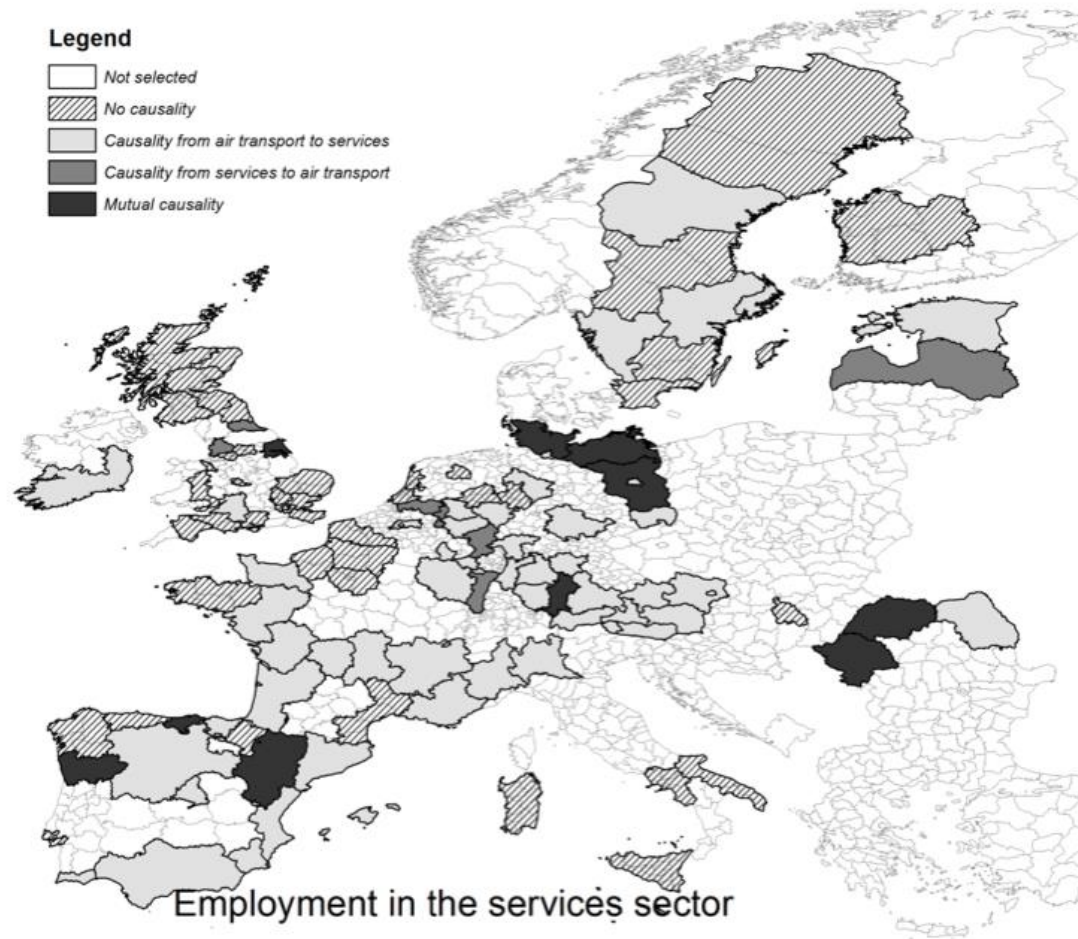 Legend
Not selected
No causality
Causality from air transport to services
Causality from services to air transport
Mutual causality
Employment in the services sector